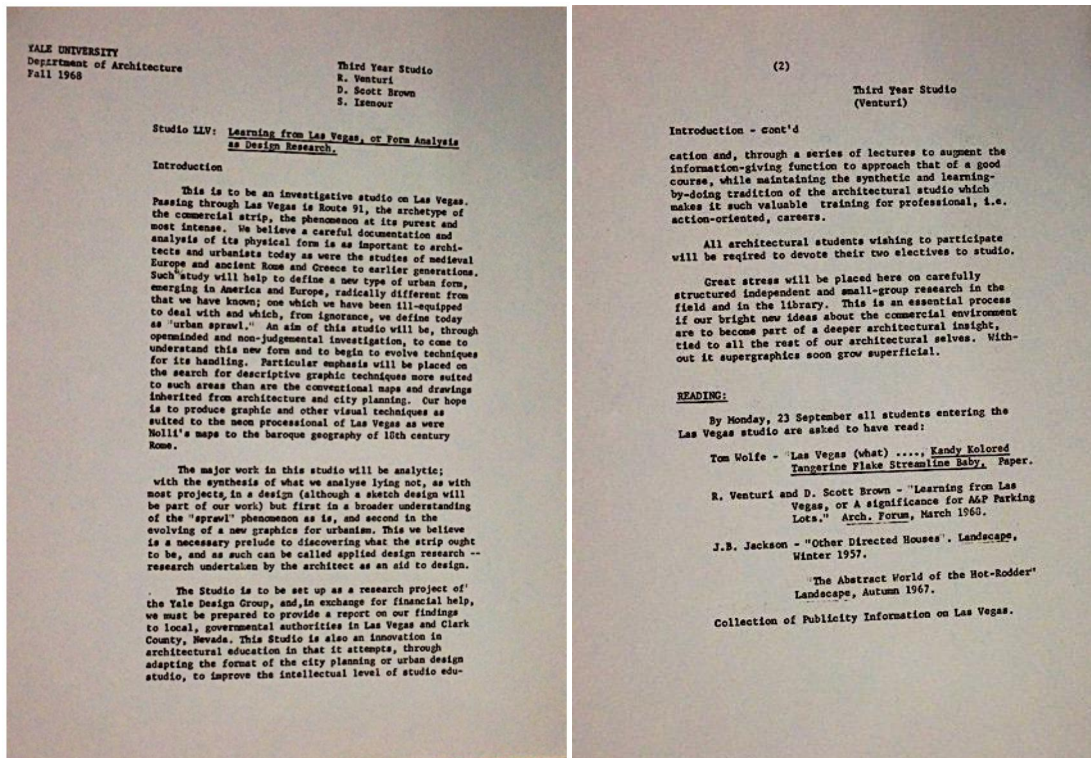 YALE UNIVERSITY
Department of Architecture
Fall 1968
Third Year Studio
R. Venturi
D. Scott Brown
S. Izenour
Studio LLV: Learning from Las Vegas, or Form Analysis
as Design Research.
Introduction
This is to be an investigative studio on Las Vegas.
Passing through Las Vegas is Route 91, the archetype of
the commercial strip, the phenomenon at its purest and
most intense. We believe a careful documentation and
analysis of its physical form is as important to archi-
tects and urbanists today as were the studies of medieval
Europe and ancient Rome and Greece to earlier generations.
Such study will help to define a new type of urban form,
emerging in America and Europe, radically different from
that we have known; one which we have been ill-equipped
to deal with and which, from ignorance, we define today
as "urban sprawl." An aim of this studio will be, through
openminded and non-judgemental investigation, to come to
understand this new form and to begin to evolve techniques
for its handling. Particular emphasis will be placed on
the search for descriptive graphic techniques more suited
to such areas than are the conventional maps and drawings
inherited from architecture and city planning. Our hope
is to produce graphic and other visual techniques as
suited to the neon processional of Las Vegas as were
Nolli's maps to the baroque geography of 18th century
Rome.
The major work in this studio will be analytic;
with the synthesis of what we analyse lying not, as with
most projects, in a design (although a sketch design will
be part of our work) but first in a broader understanding
of the "sprawl" phenomenon as is, and second in the
evolving of a new graphics for urbanism. This we believe
is a necessary prelude to discovering what the strip ought
to be, and as such can be called applied design research --
research undertaken by the architect as an aid to design.
The Studio is to be set up as a research project of
the Yale Design Group, and,in exchange for financial help,
we must be prepared to provide a report on our findings
to local, governmental authorities in Las Vegas and Clark
County, Nevada. This Studio is also an innovation in
architectural education in that it attempts, through
adapting the format of the city planning or urban design
studio, to improve the intellectual level of studio edu-
(2)
Third Year Studio
(Venturi)
Introduction - cont'd
cation and, through a series of lectures to augment the
information-giving function to approach that of a good
course, while maintaining the synthetic and learning-
by-doing tradition of the architectural studio which
makes it such valuable training for professional, i.e.
action-oriented, careers.
All architectural students wishing to participate
will be reqired to devote their two electives to studio.
Great stress will be placed here on carefully
structured independent and small-group research in the
field and in the library. This is an essential process
if our bright new ideas about the commercial environment
are to become part of a deeper architectural insight,
tied to all the rest of our architectural selves. With-
out it supergraphics soon grow superficial.
READING:
By Monday, 23 September all students entering the
Las Vegas studio are asked to have read:
Tom Wolfe - "Las Vegas (what) ...., Kandy Kolored
Tangerine Flake Streamline Baby, Paper.
R. Venturi and D. Scott Brown - "Learning from Las
Vegas, or A significance for A&P Parking
Lots." Arch. Forum, March 1968.
J.B. Jackson - "Other Directed Houses". Landscape,
Winter 1957.
"The Abstract World of the Hot-Rodder"
Landscape, Autumn 1967.
Collection of Publicity Information on Las Vegas.